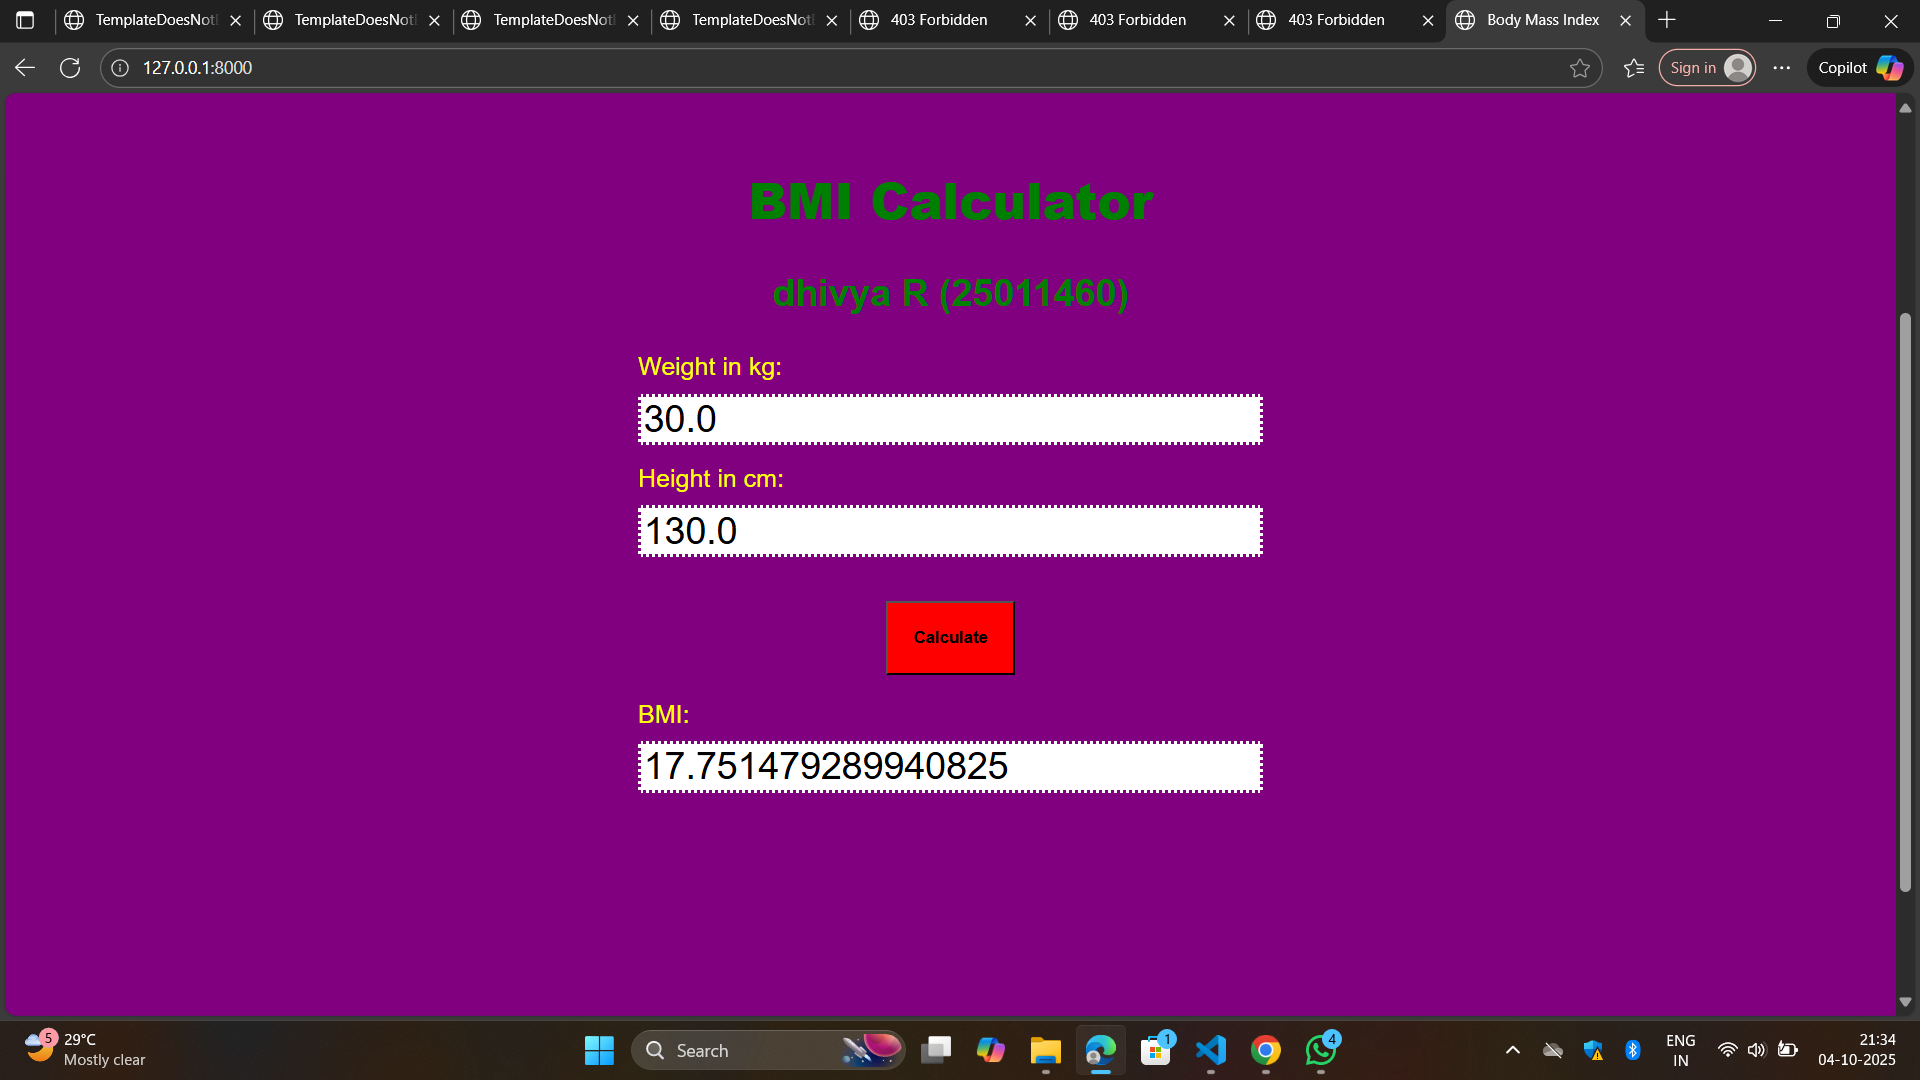 TemplateDoesNot
TemplateDoesNot
TemplateDoesNot
TemplateDoesNot
403 Forbidden
403 Forbidden
403 Forbidden
Body Mass Index
127.0.0.1:8000
Sign in
Copilot
BMI Calculator
dhivya R (25011460)
Weight in kg:
30.0
Height in cm:
130.0
Calculate
BMI:
17.751479289940825
5
29°C
Mostly clear
Search
1
4
ENG
IN
21:34
04-10-2025